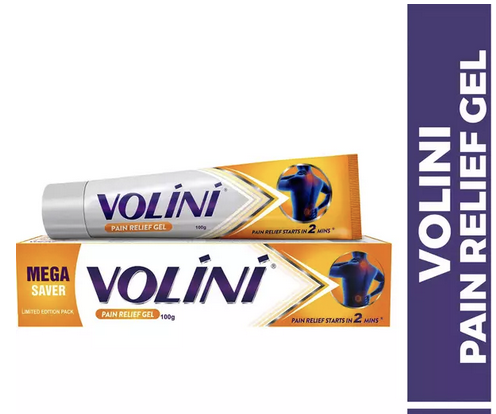 VOLINI
PAIN RELIEF GEL
100g
PAIN RELIEF STARTS IN 2 MINS*
MEGA
SAVER
LIMITED EDITION PACK
VOLINI
PAIN RELIEF GEL
100g
PAIN RELIEF STARTS IN 2 MINS*
VOLINI
PAIN RELIEF GEL